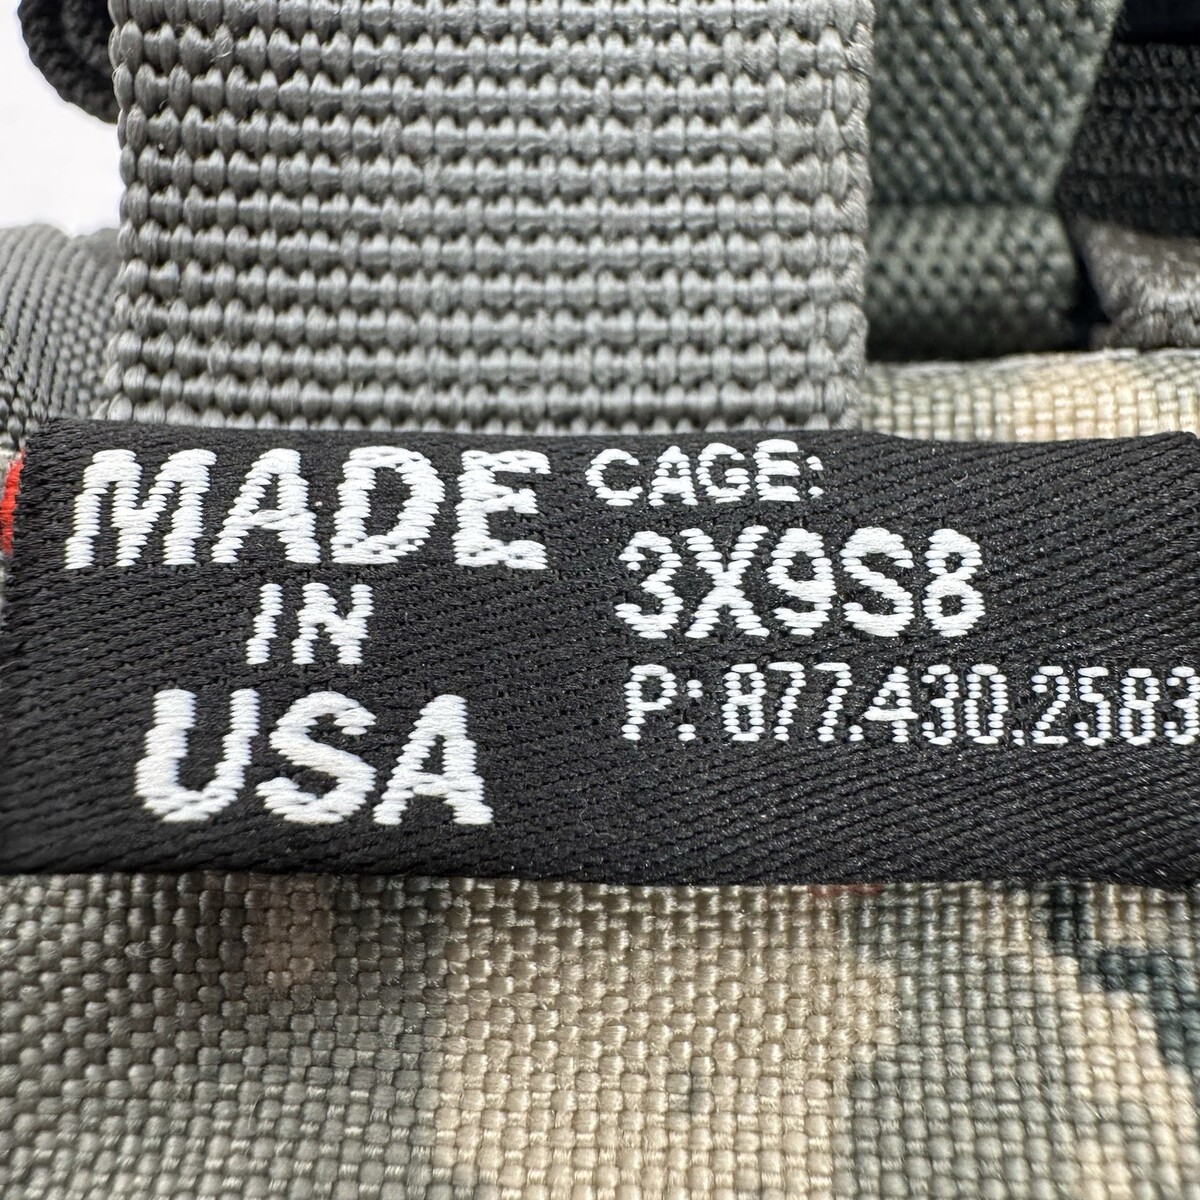 MADE
IN
USA
CAGE:
3X9S8
P: 877.430.2583